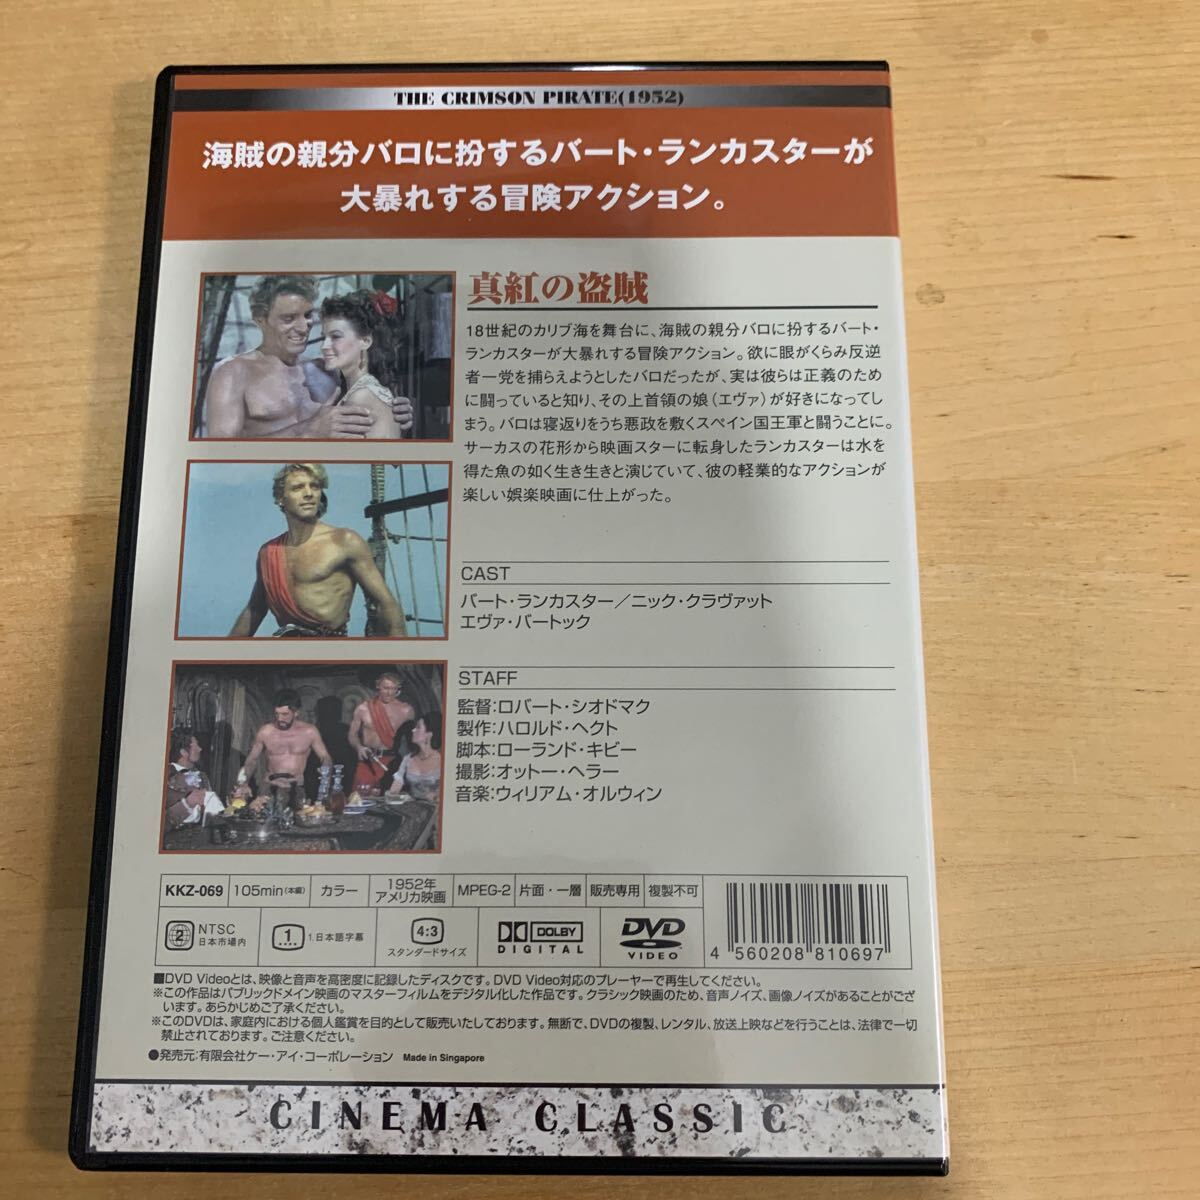 THE CRIMSON PIRATE(1952)
海賊の親分バロに扮するバート・ランカスターが
大暴れする冒険アクション。
真紅の盗賊
18世紀のカリブ海を舞台に、海賊の親分バロに扮するバート・
ランカスターが大暴れする冒険アクション。欲に眼がくらみ反逆
者一党を捕らえようとしたバロだったが、実は彼らは正義のため
に闘っていると知り、その上首領の娘（エヴァ）が好きになってし
まう。バロは寝返りをうち悪政を敷くスペイン国王軍と闘うことに。
サーカスの花形から映画スターに転身したランカスターは水を
得た魚の如く生き生きと演じていて、彼の軽業的なアクションが
楽しい娯楽映画に仕上がった。
CAST
バート・ランカスター／ニック・クラヴァット
エヴァ・バートック
STAFF
監督:ロバート・シオドマク
製作:ハロルド・ヘクト
脚本:ローランド・キビー
撮影:オットー・ヘラー
音楽:ウィリアム・オルウィン
KKZ-069 105min(本編) カラー 1952年 アメリカ映画 MPEG-2 片面・一層 販売専用 複製不可
2 NTSC 日本市場内
1 1.日本語字幕
4:3 スタンダードサイズ
DOLBY DIGITAL
DVD VIDEO
4 560208 810697
■DVD Videoとは、映像と音声を高密度に記録したディスクです。DVD Video対応のプレーヤーで再生してください。
※この作品はパブリックドメイン映画のマスターフィルムをデジタル化した作品です。クラシック映画のため、音声ノイズ、画像ノイズがあることがござ
います。あらかじめご了承ください。
※このDVDは、家庭内における個人鑑賞を目的として販売いたしております。無断で、DVDの複製、レンタル、放送上映などを行うことは、法律で一切
禁止されております。ご注意ください。
●発売元:有限会社ケー・アイ・コーポレーション Made in Singapore
CINEMA CLASSIC